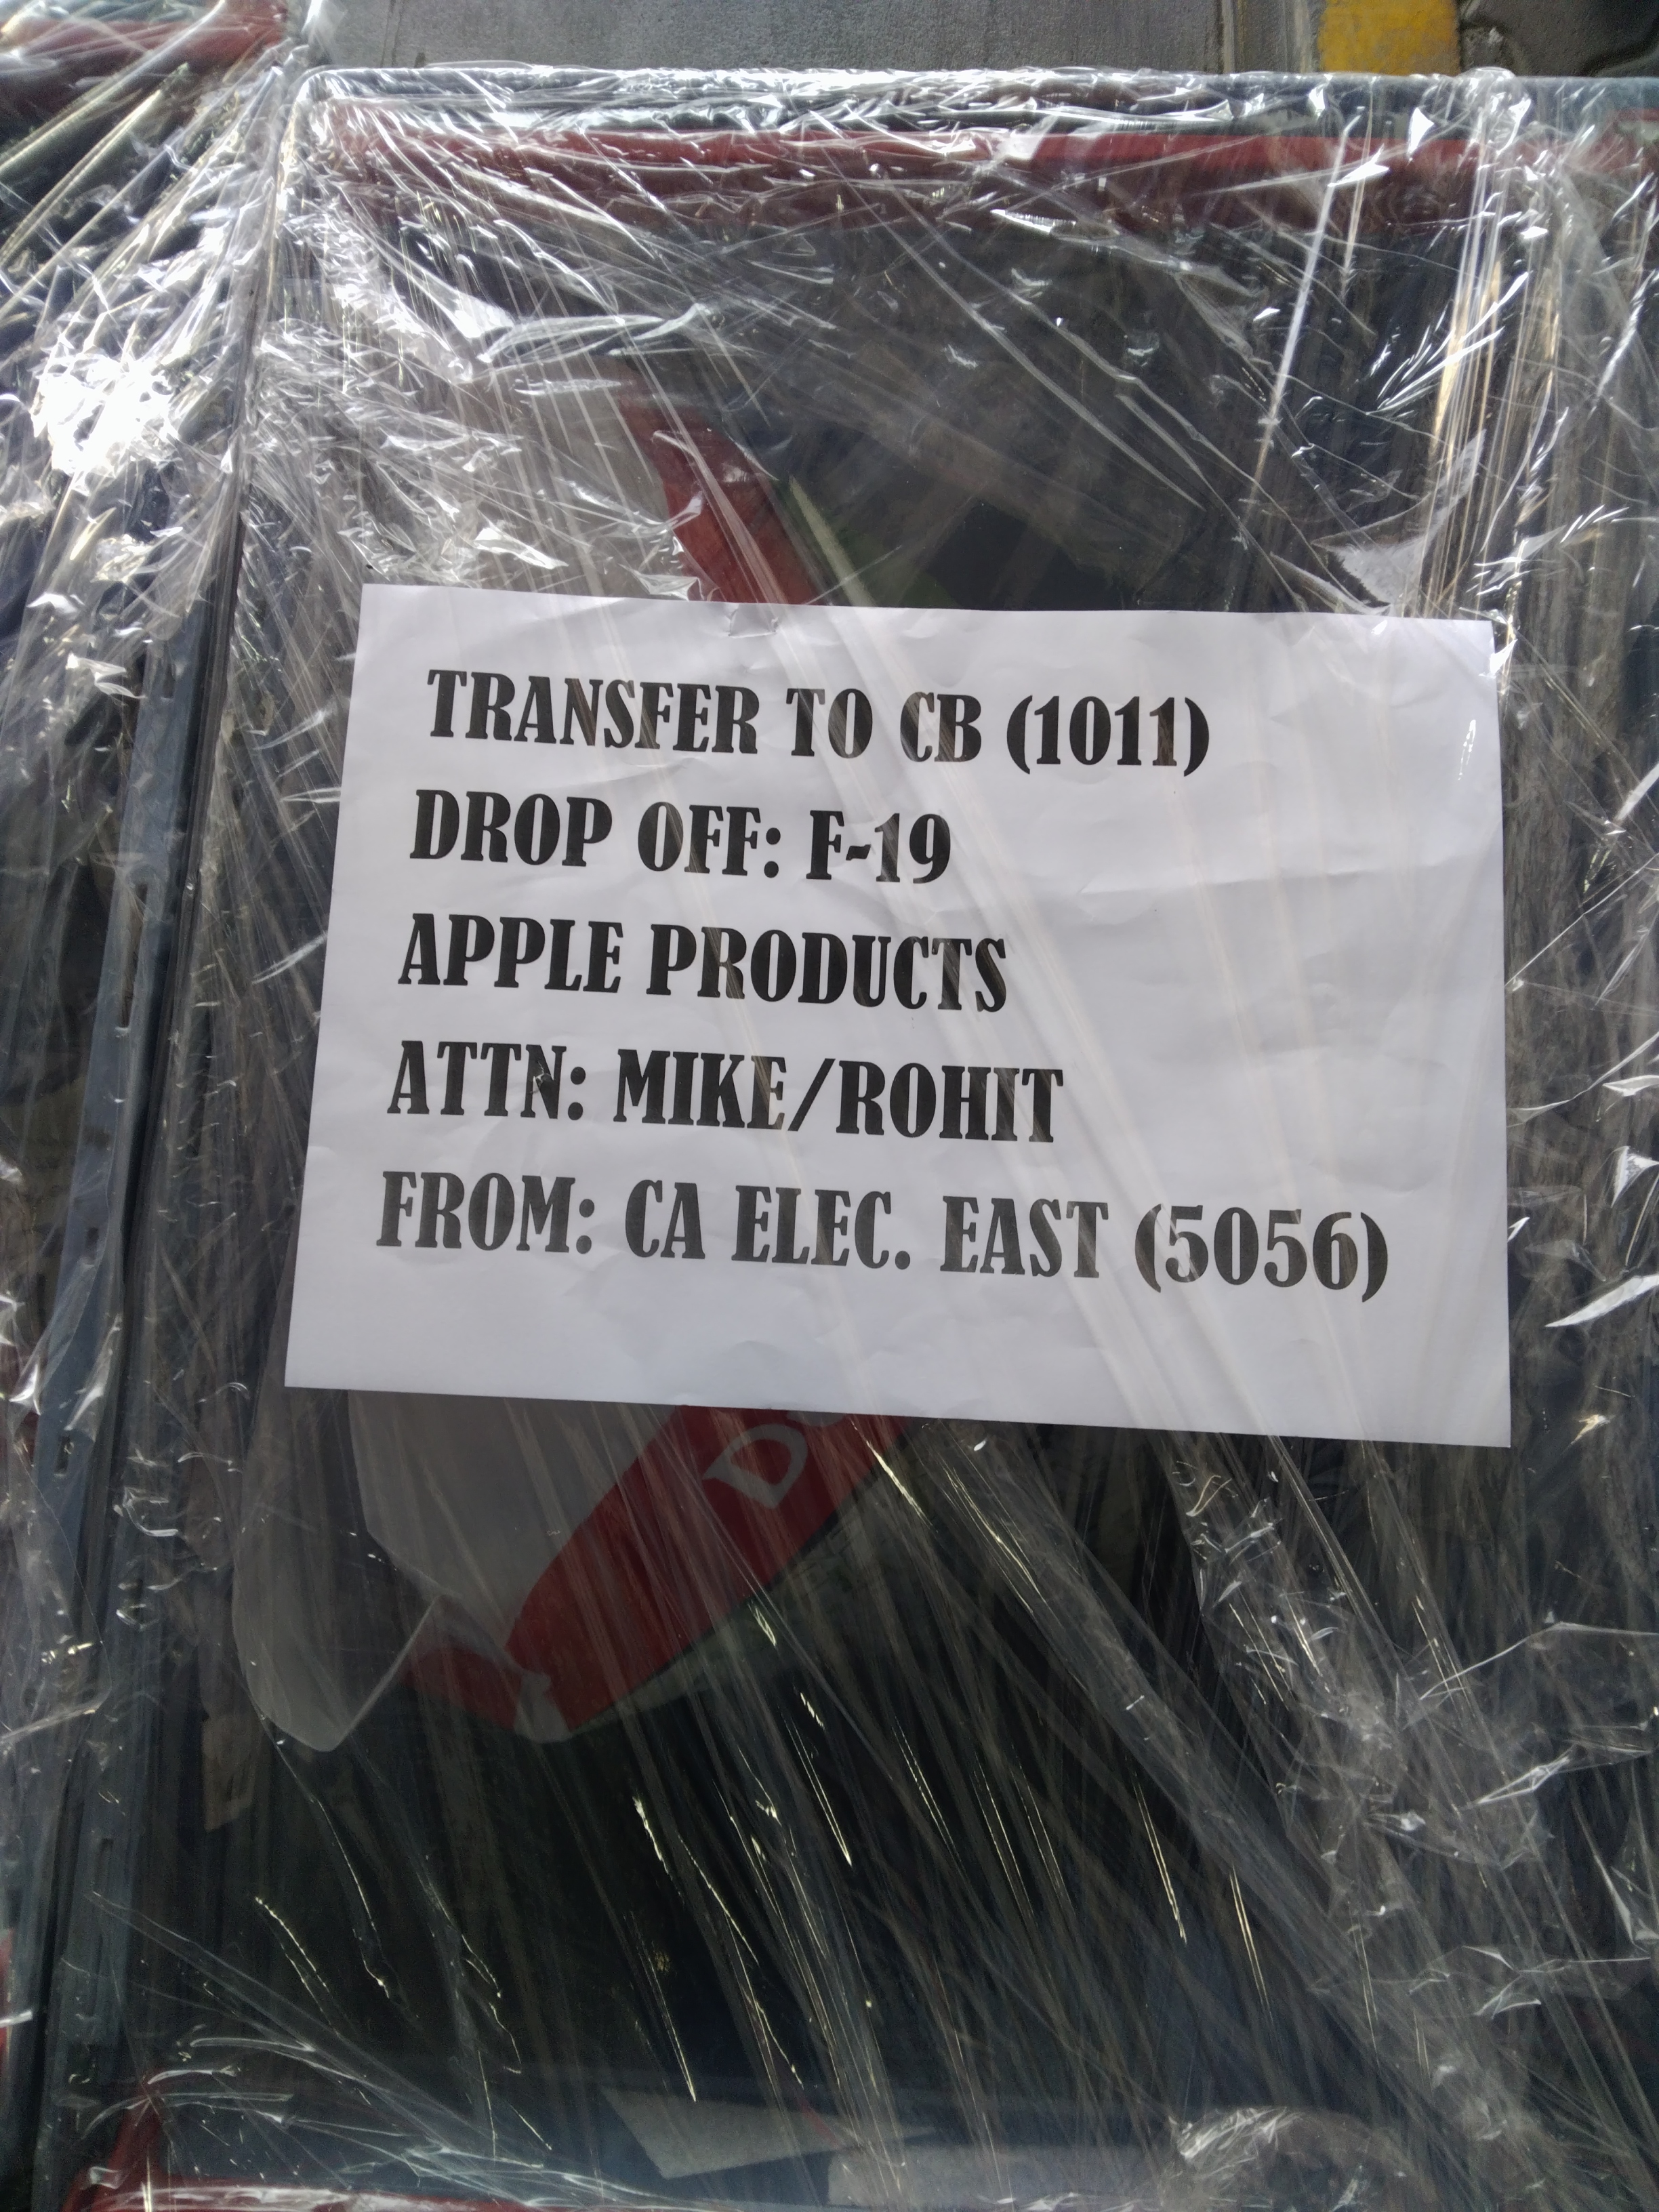 TRANSFER TO CB (1011)
DROP OFF: F-19
APPLE PRODUCTS
ATTN: MIKE/ROHIT
FROM: CA ELEC. EAST (5056)